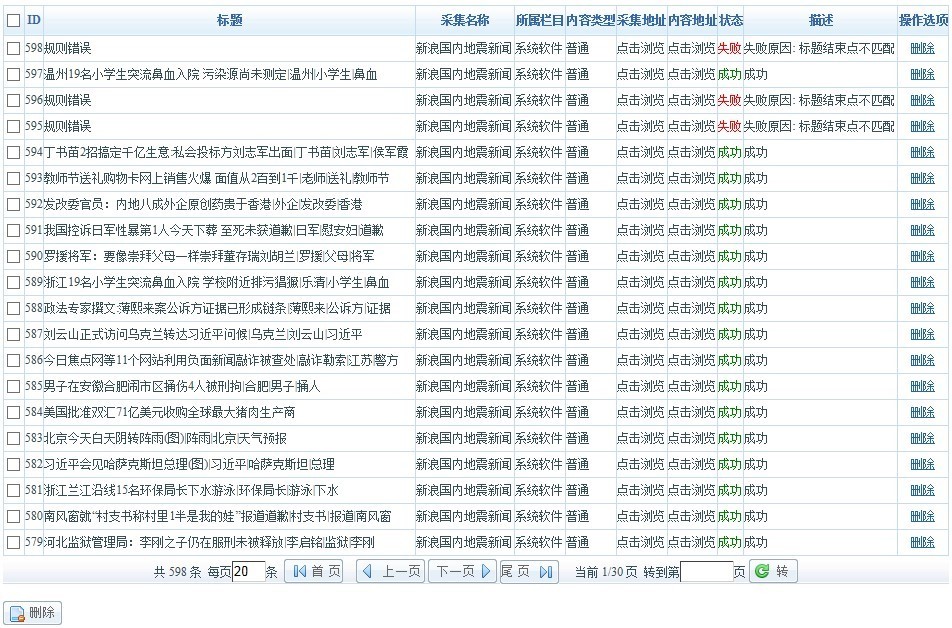 ID 标题 采集名称 所属栏目 内容类型 采集地址 内容地址 状态 描述 操作选项
598 规则错误 新浪国内地震新闻 系统软件 普通 点击浏览 点击浏览 失败 失败原因: 标题结束点不匹配 删除
597 温州19名小学生突流鼻血入院 污染源尚未测定|温州|小学生|鼻血 新浪国内地震新闻 系统软件 普通 点击浏览 点击浏览 成功 成功 删除
596 规则错误 新浪国内地震新闻 系统软件 普通 点击浏览 点击浏览 失败 失败原因: 标题结束点不匹配 删除
595 规则错误 新浪国内地震新闻 系统软件 普通 点击浏览 点击浏览 失败 失败原因: 标题结束点不匹配 删除
594 丁书苗2招搞定千亿生意:私会投标方刘志军出面|丁书苗|刘志军|侯军霞 新浪国内地震新闻 系统软件 普通 点击浏览 点击浏览 成功 成功 删除
593 教师节送礼购物卡网上销售火爆 面值从2百到1千|老师|送礼|教师节 新浪国内地震新闻 系统软件 普通 点击浏览 点击浏览 成功 成功 删除
592 发改委官员：内地八成外企原创药贵于香港|外企|发改委|香港 新浪国内地震新闻 系统软件 普通 点击浏览 点击浏览 成功 成功 删除
591 我国控诉日军性暴第1人今天下葬 至死未获道歉|日军|慰安妇|道歉 新浪国内地震新闻 系统软件 普通 点击浏览 点击浏览 成功 成功 删除
590 罗援将军：要像崇拜父母一样崇拜董存瑞刘胡兰|罗援|父母|将军 新浪国内地震新闻 系统软件 普通 点击浏览 点击浏览 成功 成功 删除
589 浙江19名小学生突流鼻血入院 学校附近排污猖獗|乐清|小学生|鼻血 新浪国内地震新闻 系统软件 普通 点击浏览 点击浏览 成功 成功 删除
588 政法专家撰文:薄熙来案公诉方证据已形成链条|薄熙来|公诉方|证据 新浪国内地震新闻 系统软件 普通 点击浏览 点击浏览 成功 成功 删除
587 刘云山正式访问乌克兰转达习近平问候|乌克兰|刘云山|习近平 新浪国内地震新闻 系统软件 普通 点击浏览 点击浏览 成功 成功 删除
586 今日焦点网等11个网站利用负面新闻敲诈被查处|敲诈勒索|江苏|警方 新浪国内地震新闻 系统软件 普通 点击浏览 点击浏览 成功 成功 删除
585 男子在安徽合肥闹市区捅伤4人被刑拘|合肥|男子|捅人 新浪国内地震新闻 系统软件 普通 点击浏览 点击浏览 成功 成功 删除
584 美国批准双汇71亿美元收购全球最大猪肉生产商 新浪国内地震新闻 系统软件 普通 点击浏览 点击浏览 成功 成功 删除
583 北京今天白天阴转阵雨(图)|阵雨|北京|天气预报 新浪国内地震新闻 系统软件 普通 点击浏览 点击浏览 成功 成功 删除
582 习近平会见哈萨克斯坦总理(图)|习近平|哈萨克斯坦|总理 新浪国内地震新闻 系统软件 普通 点击浏览 点击浏览 成功 成功 删除
581 浙江兰江沿线15名环保局长下水游泳|环保局长|游泳|下水 新浪国内地震新闻 系统软件 普通 点击浏览 点击浏览 成功 成功 删除
580 南风窗就“村支书称村里1半是我的娃”报道道歉|村支书|报道|南风窗 新浪国内地震新闻 系统软件 普通 点击浏览 点击浏览 成功 成功 删除
579 河北监狱管理局：李刚之子仍在服刑未被释放|李启铭|监狱|李刚 新浪国内地震新闻 系统软件 普通 点击浏览 点击浏览 成功 成功 删除
共 598 条 每页 20 条 首 页 上一页 下一页 尾 页 当前 1/30 页 转到第 页 转
删除